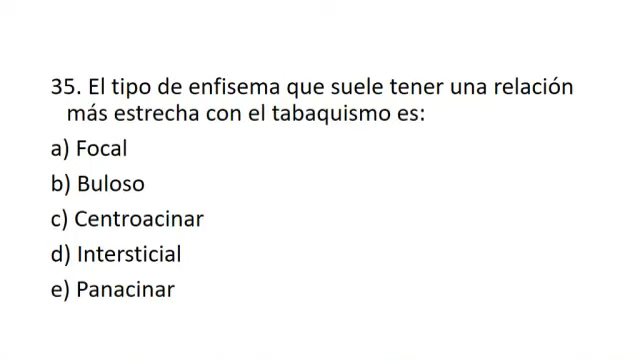 35. El tipo de enfisema que suele tener una relación
más estrecha con el tabaquismo es:
a) Focal
b) Buloso
c) Centroacinar
d) Intersticial
e) Panacinar